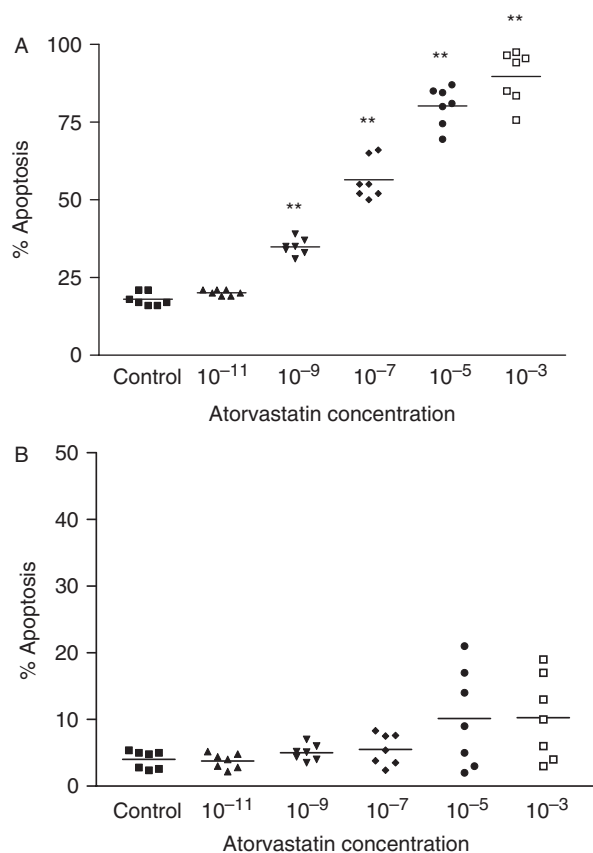 A
**
**
**
**
100
75
50
25
0
% Apoptosis
Control 10⁻¹¹ 10⁻⁹ 10⁻⁷ 10⁻⁵ 10⁻³
Atorvastatin concentration
B
50
40
30
20
10
0
% Apoptosis
Control 10⁻¹¹ 10⁻⁹ 10⁻⁷ 10⁻⁵ 10⁻³
Atorvastatin concentration